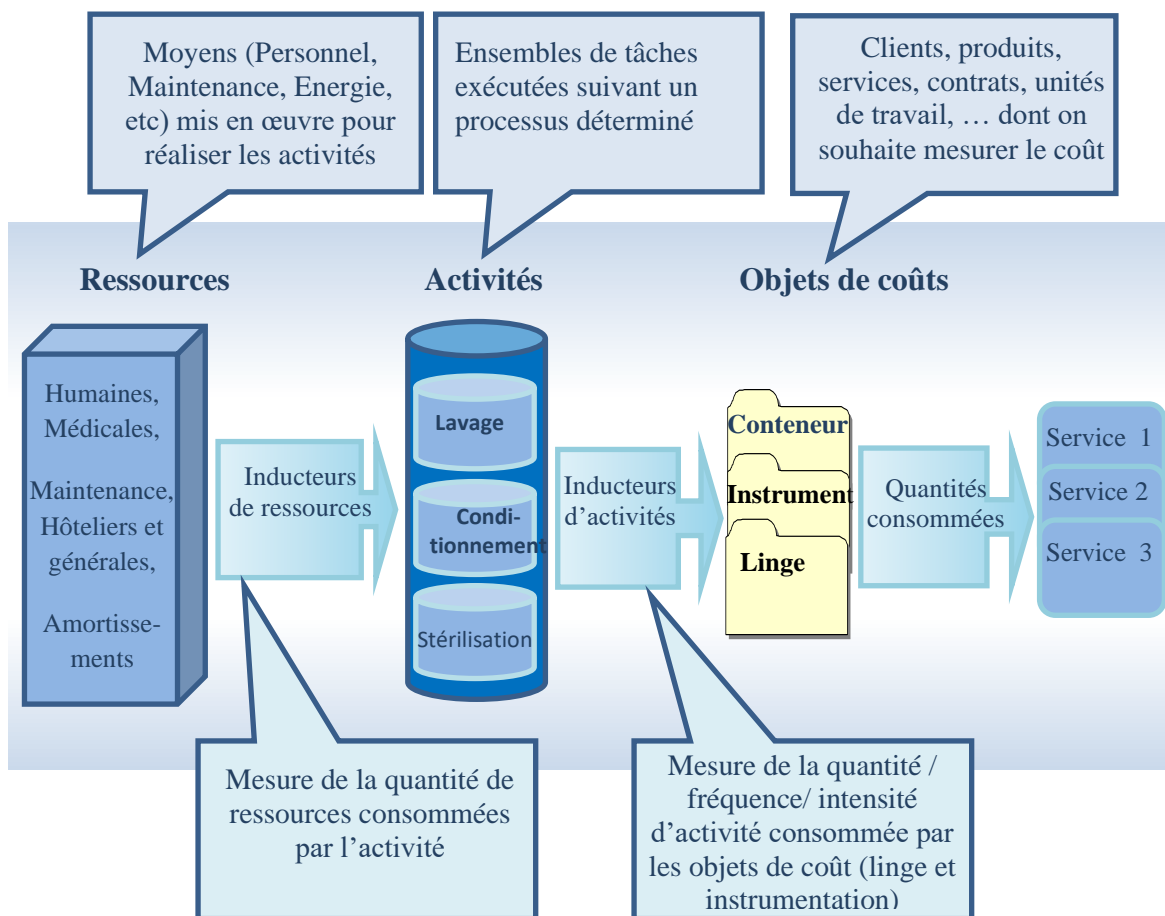 Moyens (Personnel,
Maintenance, Energie,
etc) mis en œuvre pour
réaliser les activités
Ensembles de tâches
exécutées suivant un
processus déterminé
Clients, produits,
services, contrats, unités
de travail, … dont on
souhaite mesurer le coût
Ressources
Activités
Objets de coûts
Humaines,
Médicales,
Maintenance,
Hôteliers et
générales,
Amortisse-
ments
Inducteurs
de ressources
Lavage
Condi-
tionnement
Stérilisation
Inducteurs
d’activités
Conteneur
Instrument
Linge
Quantités
consommées
Service 1
Service 2
Service 3
Mesure de la quantité de
ressources consommées
par l’activité
Mesure de la quantité /
fréquence/ intensité
d’activité consommée par
les objets de coût (linge et
instrumentation)